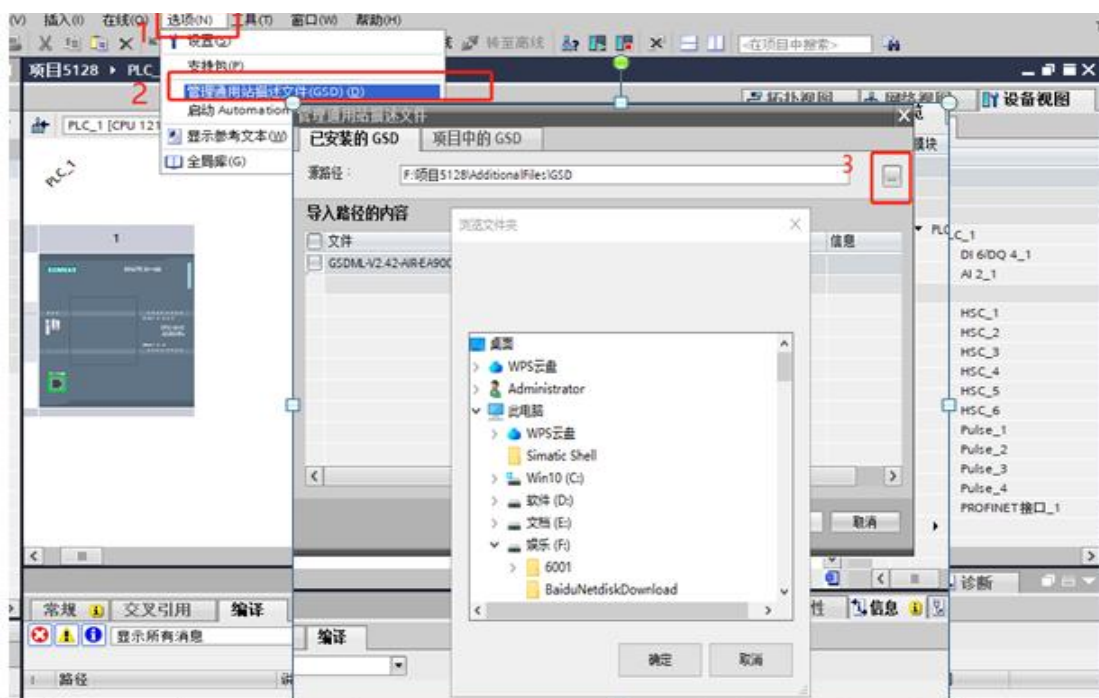 插入(I) 在线(O) 选项(N) 工具(T) 窗口(W) 帮助(H)
1
设置(S)
转至离线
<在项目中搜索>
支持包(P)
项目5128 ▸ PLC_
2
管理通用站描述文件(GSD) (D)
启动 Automation
拓扑视图
网络视图
设备视图
管理通用站描述文件
PLC_1 [CPU 121
显示参考文本(W)
已安装的 GSD
项目中的 GSD
模块
全局库(G)
源路径：
F:\项目5128\AdditionalFiles\GSD
3
PLC_1
导入路径的内容
浏览文件夹
文件
信息
PLC_1
1
GSDML-V2.42-AIR-EA900
DI 6/DQ 4_1
AI 2_1
SIEMENS
HSC_1
HSC_2
桌面
HSC_3
WPS云盘
HSC_4
Administrator
HSC_5
此电脑
HSC_6
WPS云盘
Pulse_1
Simatic Shell
Pulse_2
Win10 (C:)
Pulse_3
软件 (D:)
Pulse_4
文档 (E:)
取消
PROFINET接口_1
娱乐 (F:)
6001
BaiduNetdiskDownload
诊断
常规
交叉引用
编译
性
信息
显示所有消息
编译
确定
取消
路径